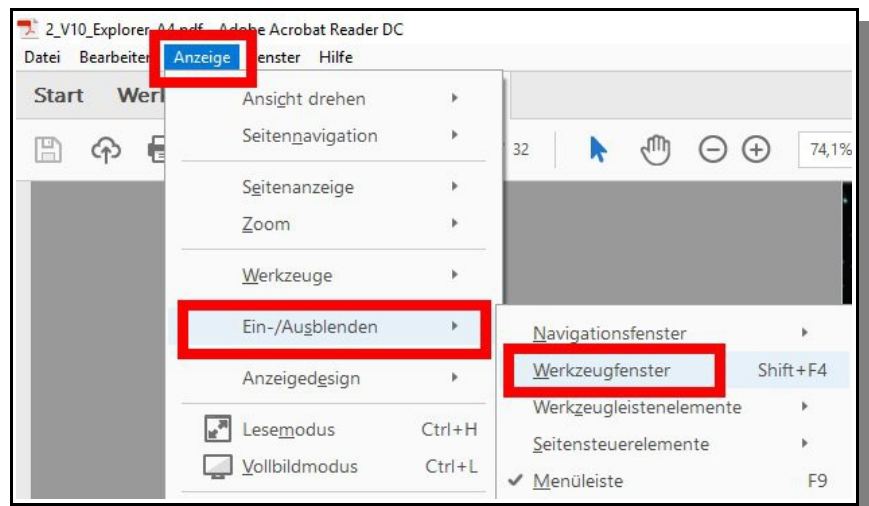 2_V10_Explorer_A4.pdf - Adobe Acrobat Reader DC
Datei Bearbeiten Anzeige Fenster Hilfe
Start
Ansicht drehen
Seitennavigation
32
74,1%
Seitenanzeige
Zoom
Werkzeuge
Ein-/Ausblenden
Navigationsfenster
Werkzeugfenster Shift+F4
Anzeigedesign
Werkzeugleistenelemente
Lesemodus Ctrl+H
Seitensteuerelemente
Vollbildmodus Ctrl+L
Menüleiste F9